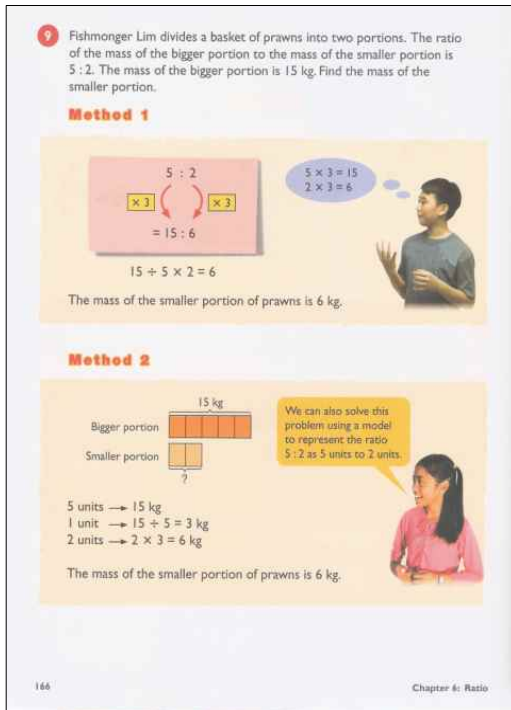 9 Fishmonger Lim divides a basket of prawns into two portions. The ratio
of the mass of the bigger portion to the mass of the smaller portion is
5 : 2. The mass of the bigger portion is 15 kg. Find the mass of the
smaller portion.
Method 1
5 : 2
× 3 × 3
= 15 : 6
5 × 3 = 15
2 × 3 = 6
15 ÷ 5 × 2 = 6
The mass of the smaller portion of prawns is 6 kg.
Method 2
15 kg
Bigger portion
Smaller portion
?
We can also solve this
problem using a model
to represent the ratio
5 : 2 as 5 units to 2 units.
5 units → 15 kg
1 unit → 15 ÷ 5 = 3 kg
2 units → 2 × 3 = 6 kg
The mass of the smaller portion of prawns is 6 kg.
166
Chapter 6: Ratio